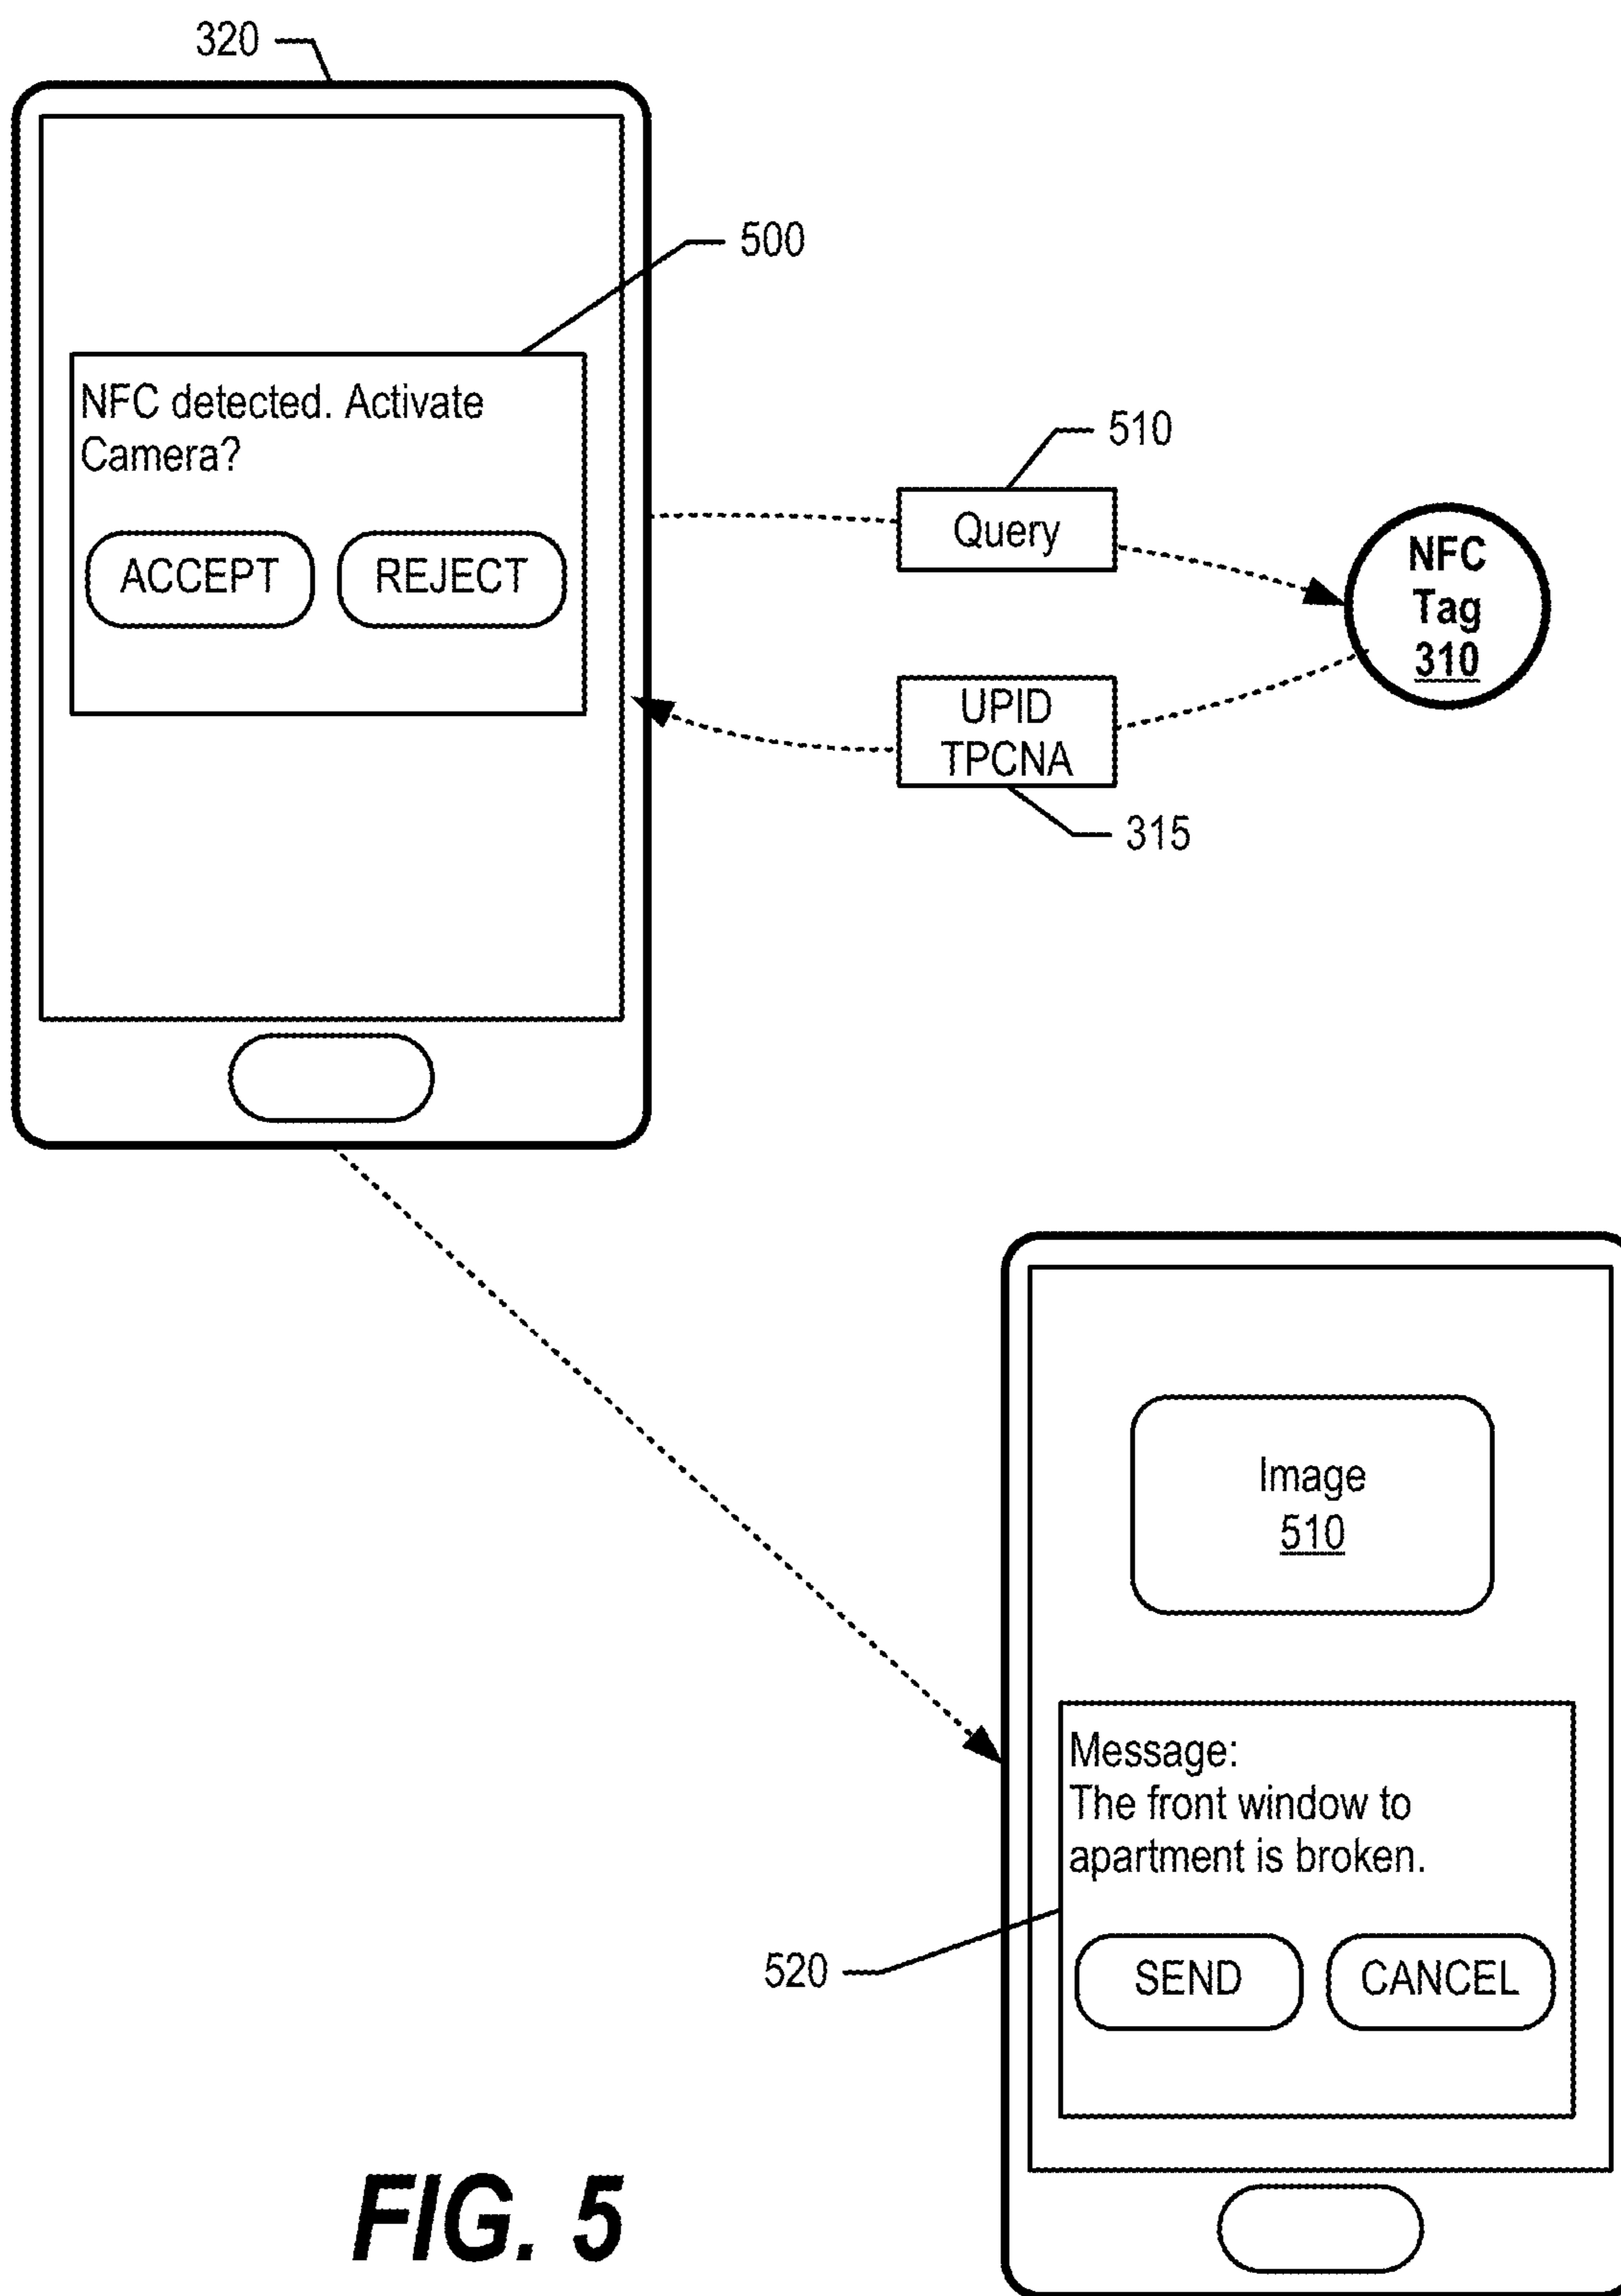 320
500
NFC detected. Activate
Camera?
ACCEPT
REJECT
510
Query
NFC
Tag
310
UPID
TPCNA
315
Image
510
Message:
The front window to
apartment is broken.
520
SEND
CANCEL
FIG. 5